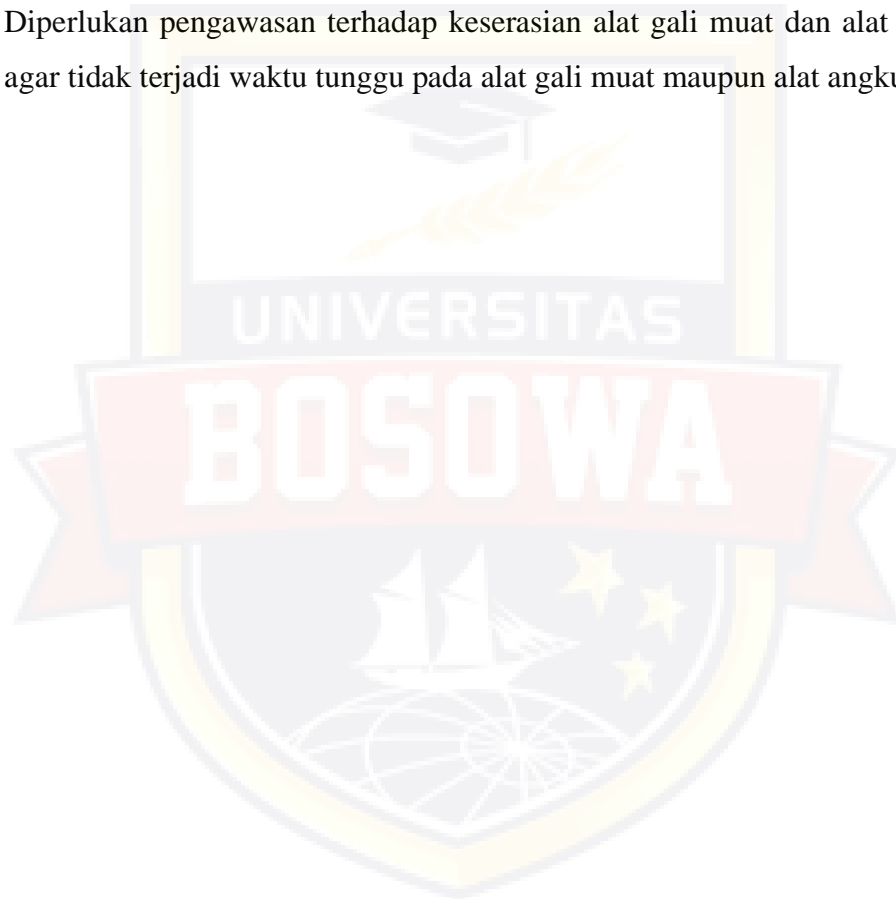 Diperlukan pengawasan terhadap keserasian alat gali muat dan alat
agar tidak terjadi waktu tunggu pada alat gali muat maupun alat
UNIVERSITAS
BOSOWA